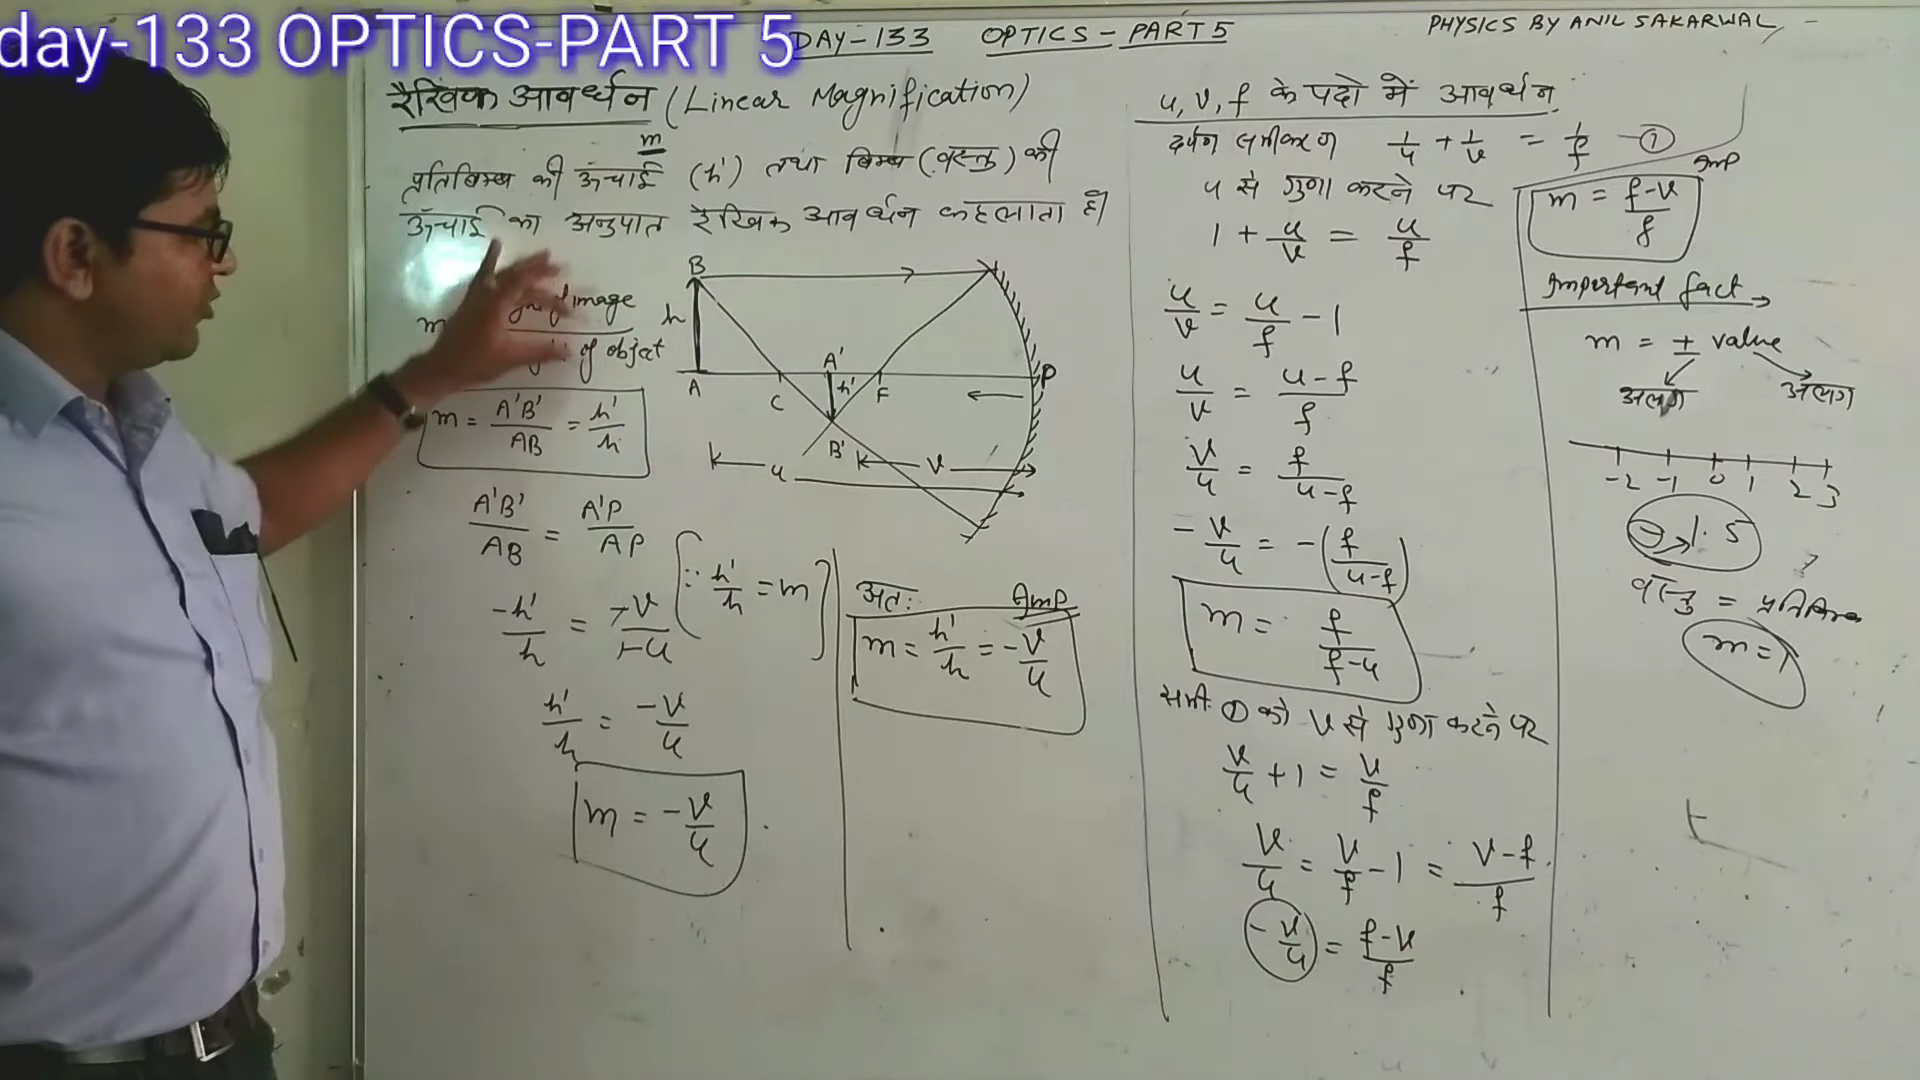 day-133 OPTICS-PART 5
DAY-133 OPTICS - PART 5
PHYSICS BY ANIL SAKARWAL
रैखिक आवर्धन (Linear Magnification)
m
प्रतिबिम्ब की ऊंचाई (h') तथा बिम्ब (वस्तु) की
ऊँचाई का अनुपात रैखिक आवर्धन कहलाता है।
image
m of object
m = A'B'/AB = h'/h
A'B'/AB = A'P/AP
-h'/h = -v/-u (∵ h'/h = m)
h'/h = -v/u
m = -v/u
B
h
A C A' h' F P
B'
u v
अतः Imp
m = h'/h = -v/u
u, v, f के पदो में आवर्धन
दर्पण समीकरण 1/u + 1/v = 1/f -①
u से गुणा करने पर
1 + u/v = u/f
u/v = u/f - 1
u/v = u-f/f
v/u = f/u-f
-v/u = -(f/u-f)
m = f/f-u
समी. ① को v से गुणा करने पर
v/u + 1 = v/f
v/u = v/f - 1 = v-f/f
-v/u = f-v/f
Imp
m = f-v/f
Important fact
m = ± value
अलग अलग
-2 -1 0 1 2 3
- 1.5
वस्तु = प्रतिबिम्ब
m = 1